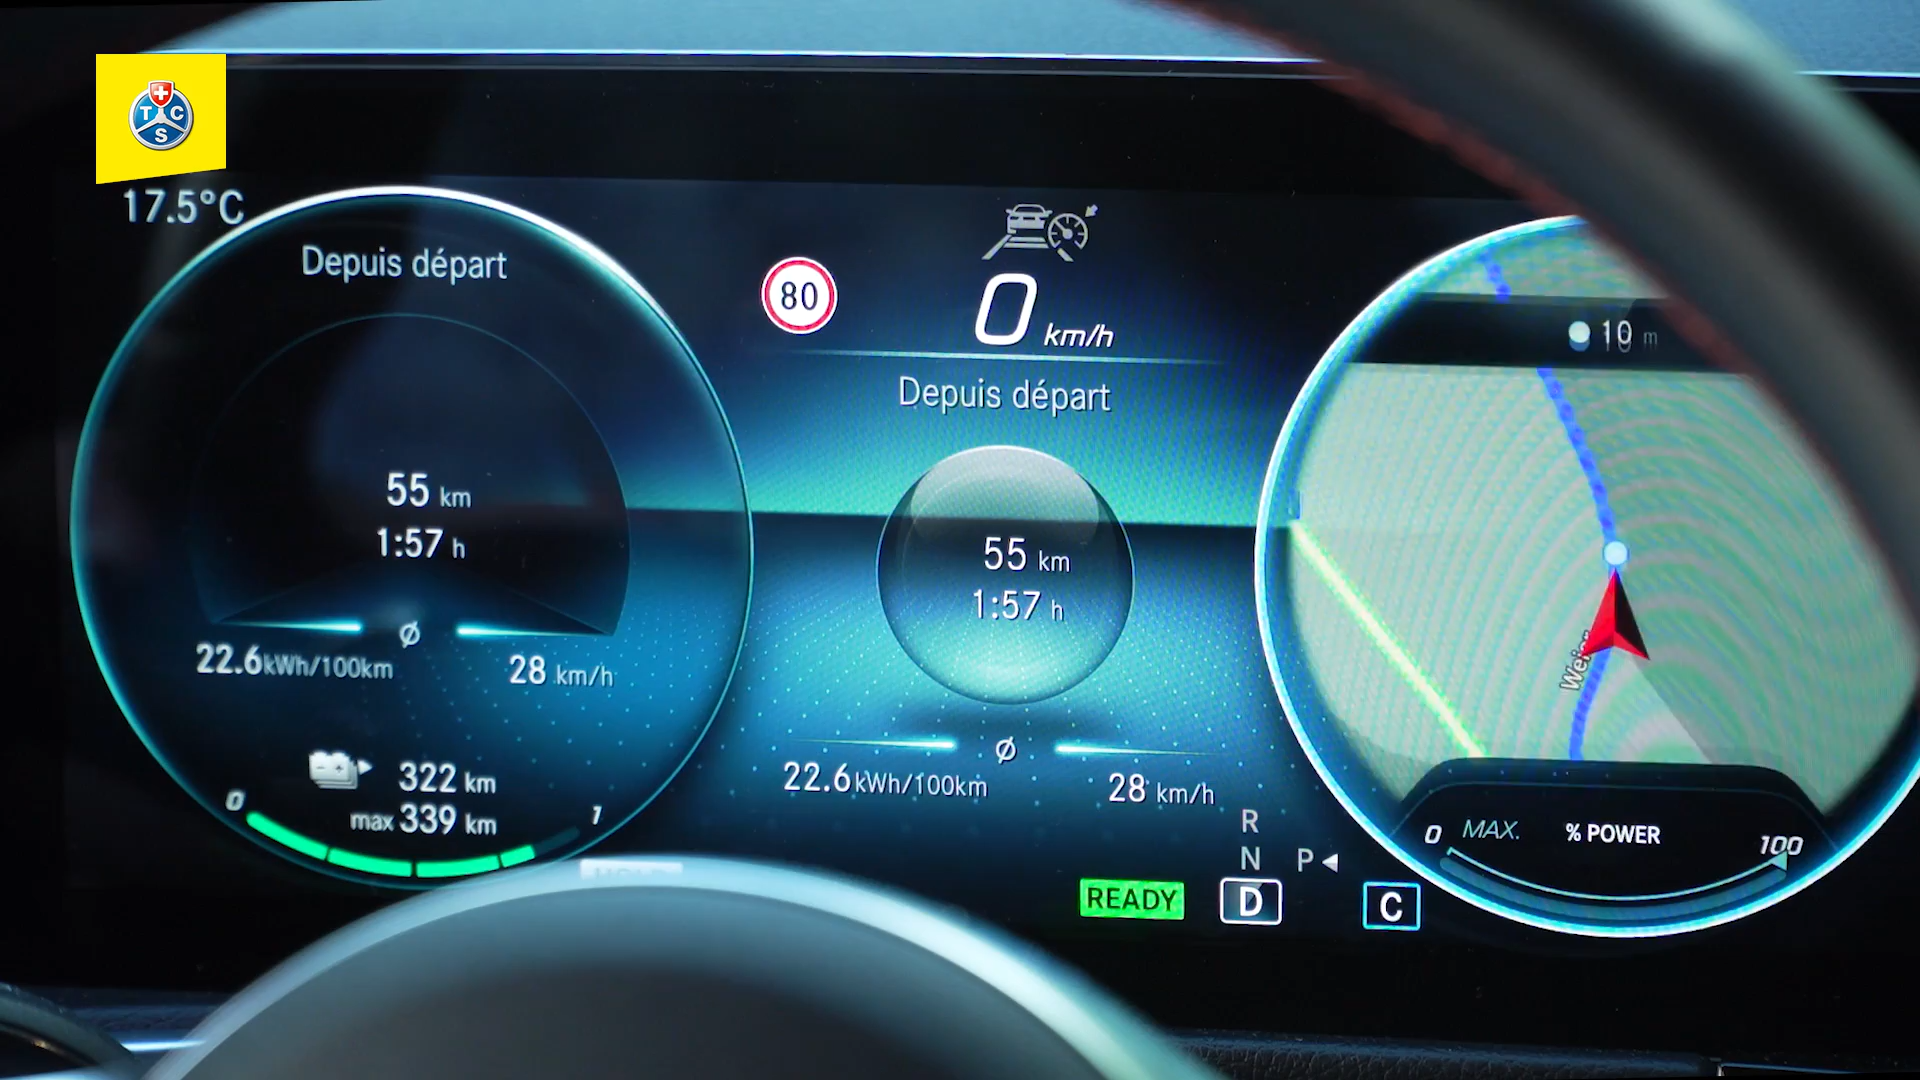 TCS
17.5°C
Depuis départ
55 km
1:57 h
ø
22.6kWh/100km
28 km/h
322 km
max 339 km
0
1
80
0 km/h
Depuis départ
55 km
1:57 h
ø
22.6kWh/100km
28 km/h
R
N
P
READY
D
C
10 m
0
MAX.
% POWER
100